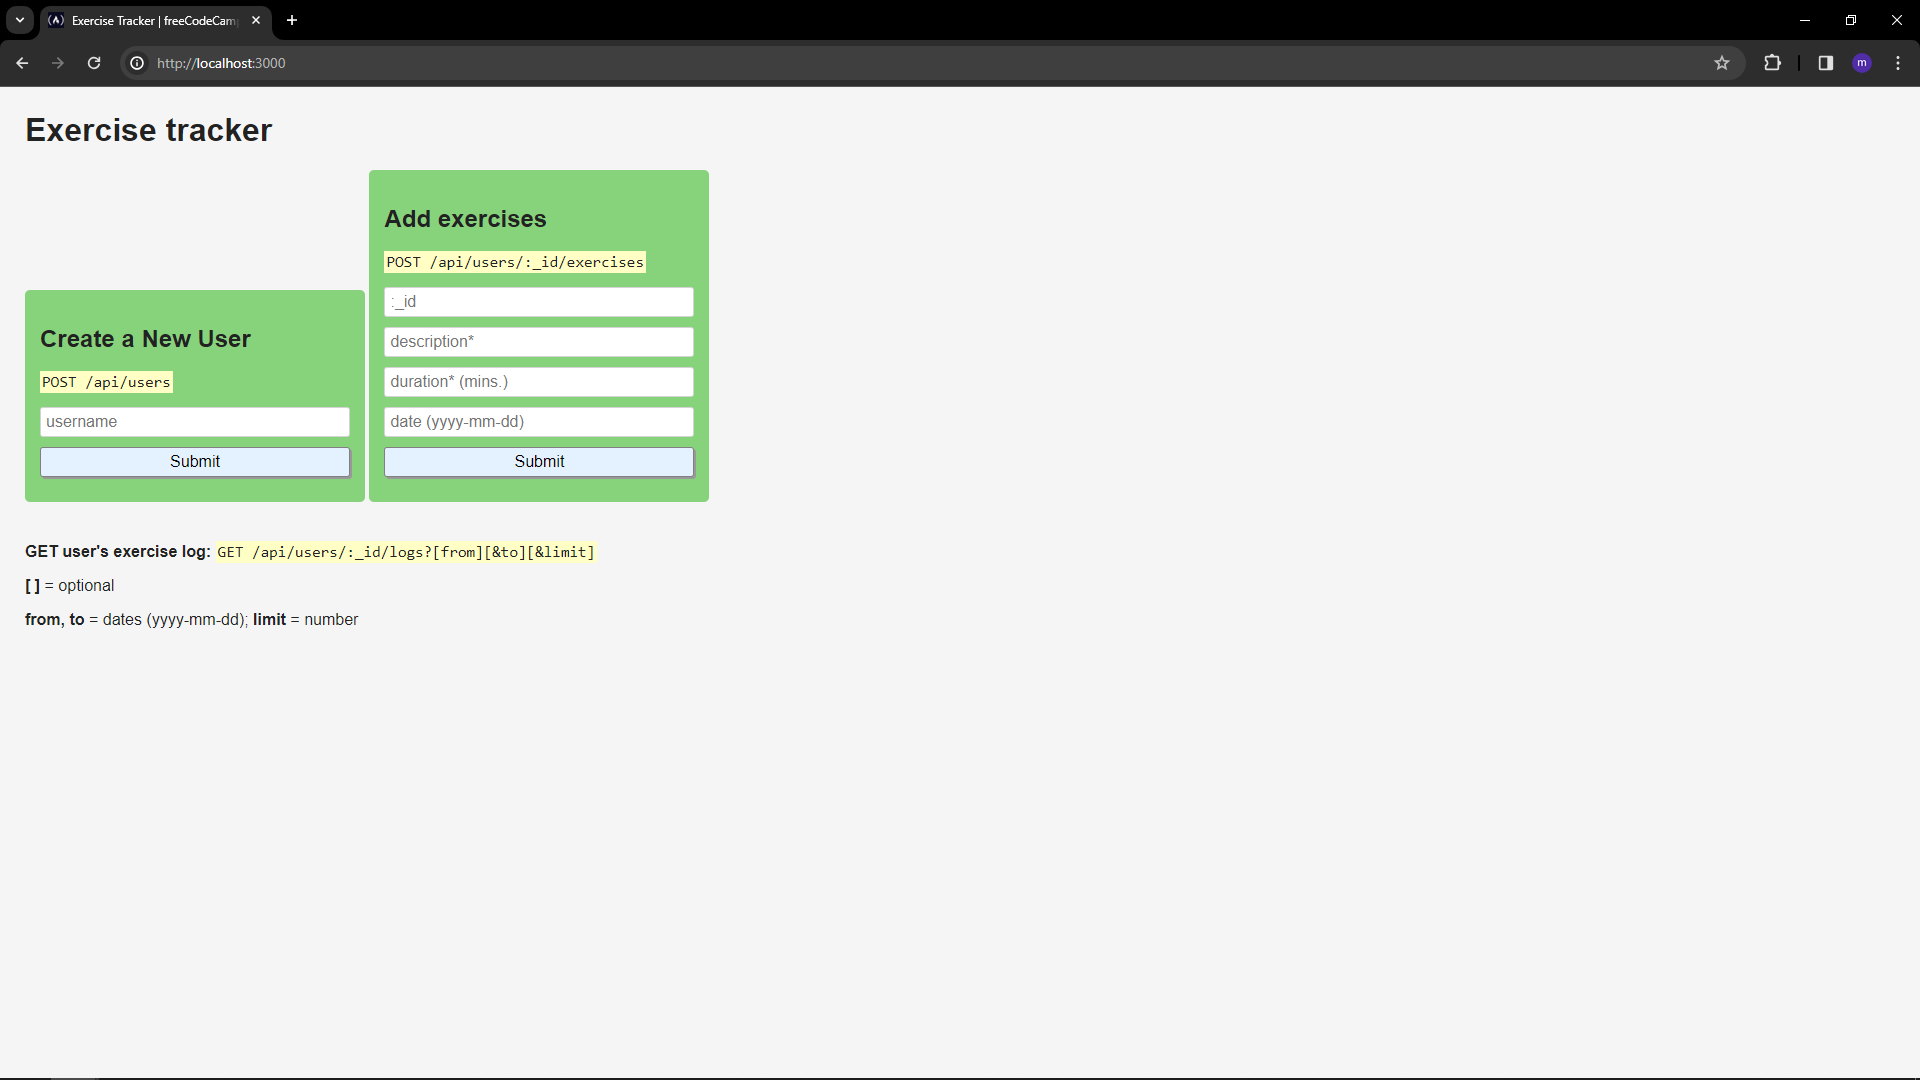 Exercise Tracker | freeCodeCam
http://localhost:3000
m
Exercise tracker
Create a New User
POST /api/users
username
Submit
Add exercises
POST /api/users/:_id/exercises
:_id
description*
duration* (mins.)
date (yyyy-mm-dd)
Submit
GET user's exercise log: GET /api/users/:_id/logs?[from][&to][&limit]
[ ] = optional
from, to = dates (yyyy-mm-dd); limit = number